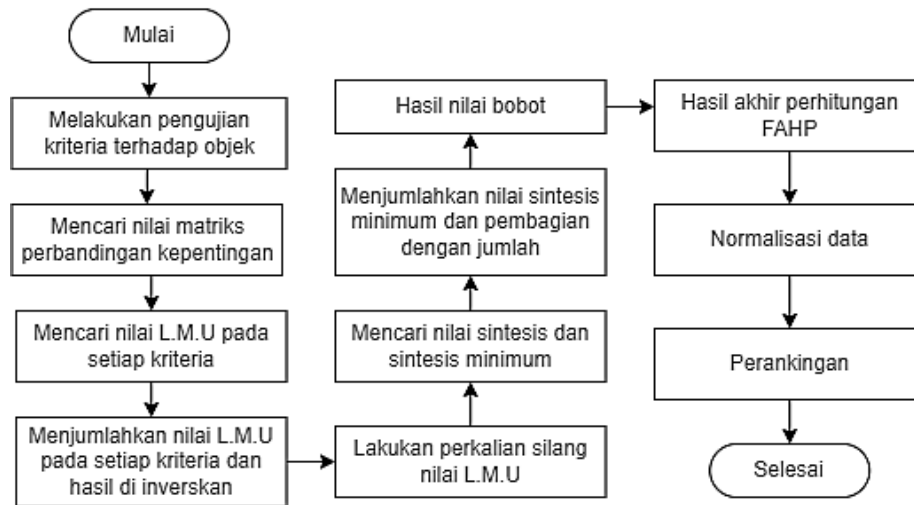 Mulai
Melakukan pengujian
kriteria terhadap objek
Mencari nilai matriks
perbandingan kepentingan
Mencari nilai L.M.U pada
setiap kriteria
Menjumlahkan nilai L.M.U
pada setiap kriteria dan
hasil di inverskan
Lakukan perkalian silang
nilai L.M.U
Mencari nilai sintesis dan
sintesis minimum
Menjumlahkan nilai sintesis
minimum dan pembagian
dengan jumlah
Hasil nilai bobot
Hasil akhir perhitungan
FAHP
Normalisasi data
Perankingan
Selesai